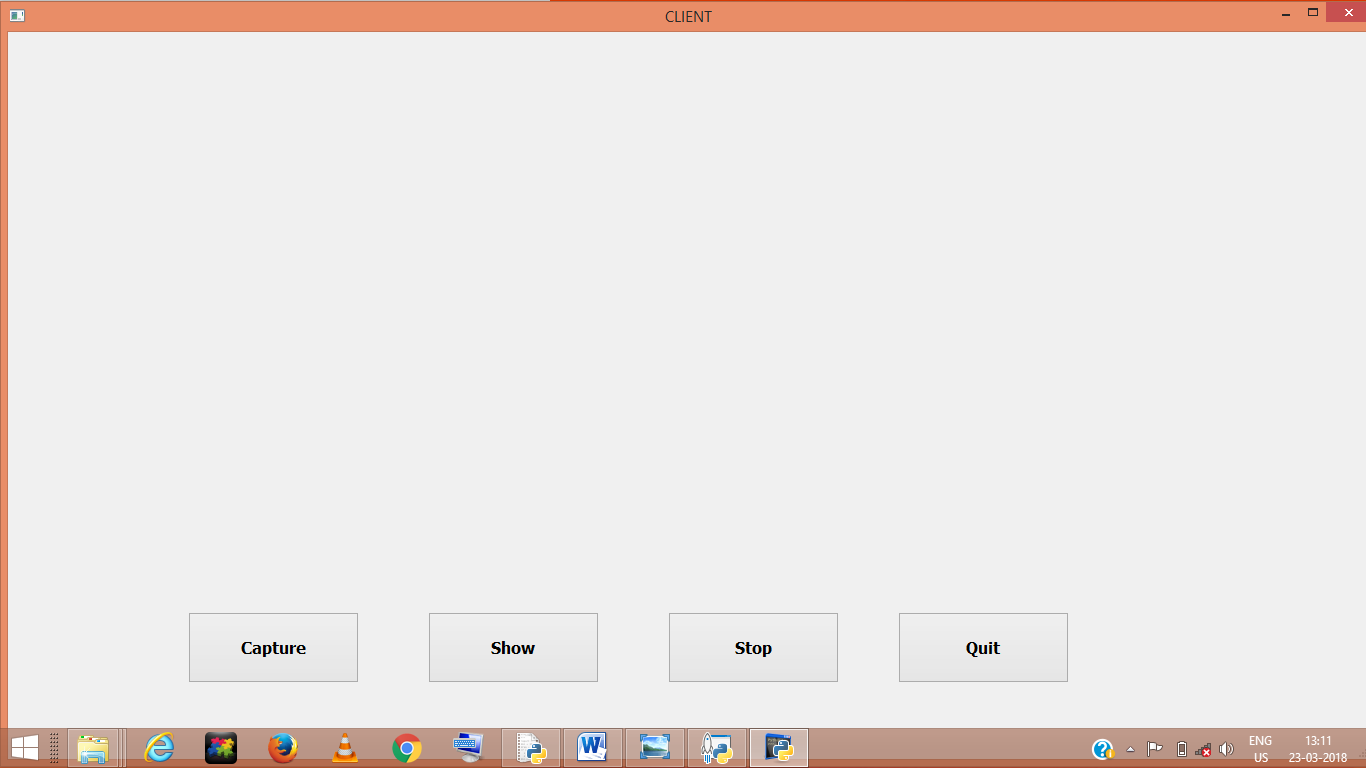 CLIENT
Capture Show Stop Quit
ENG 13:11
US 23-03-2018